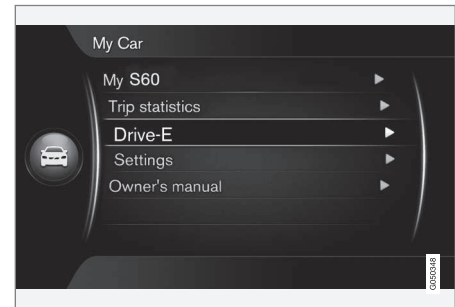 My Car
My S60
Trip statistics
Drive-E
Settings
Owner's manual
G050348